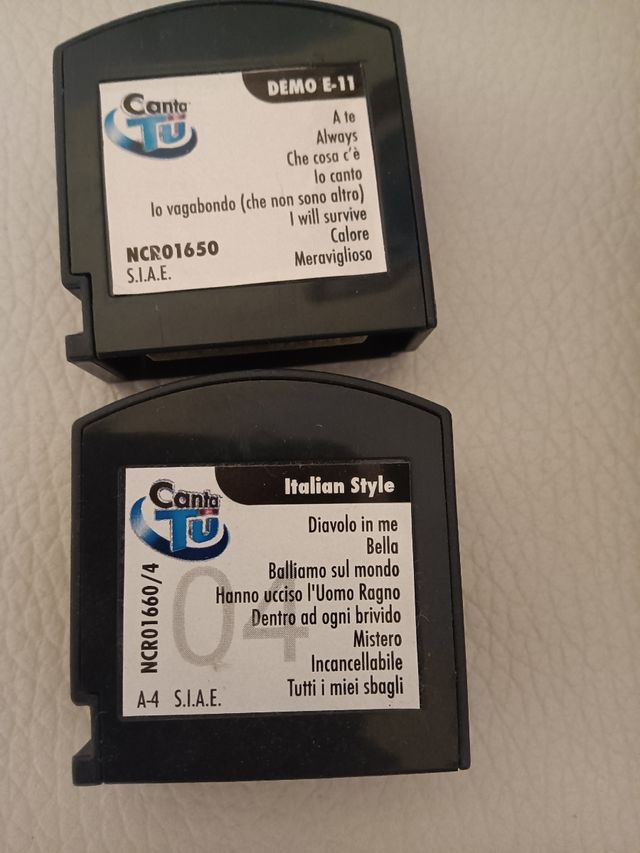 Canta
Tu
DEMO E-11
A te
Always
Che cosa c'è
Io canto
Io vagabondo (che non sono altro)
I will survive
Calore
Meraviglioso
NCR01650
S.I.A.E.
Canta
Tu
Italian Style
04
Diavolo in me
Bella
Balliamo sul mondo
Hanno ucciso l'Uomo Ragno
Dentro ad ogni brivido
Mistero
Incancellabile
Tutti i miei sbagli
NCR01660/4
A-4 S.I.A.E.